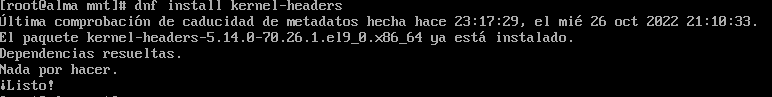 [root@alma mnt]# dnf install kernel-headers
Última comprobación de caducidad de metadatos hecha hace 23:17:29, el mié 26 oct 2022 21:10:33.
El paquete kernel-headers-5.14.0-70.26.1.el9_0.x86_64 ya está instalado.
Dependencias resueltas.
Nada por hacer.
¡Listo!